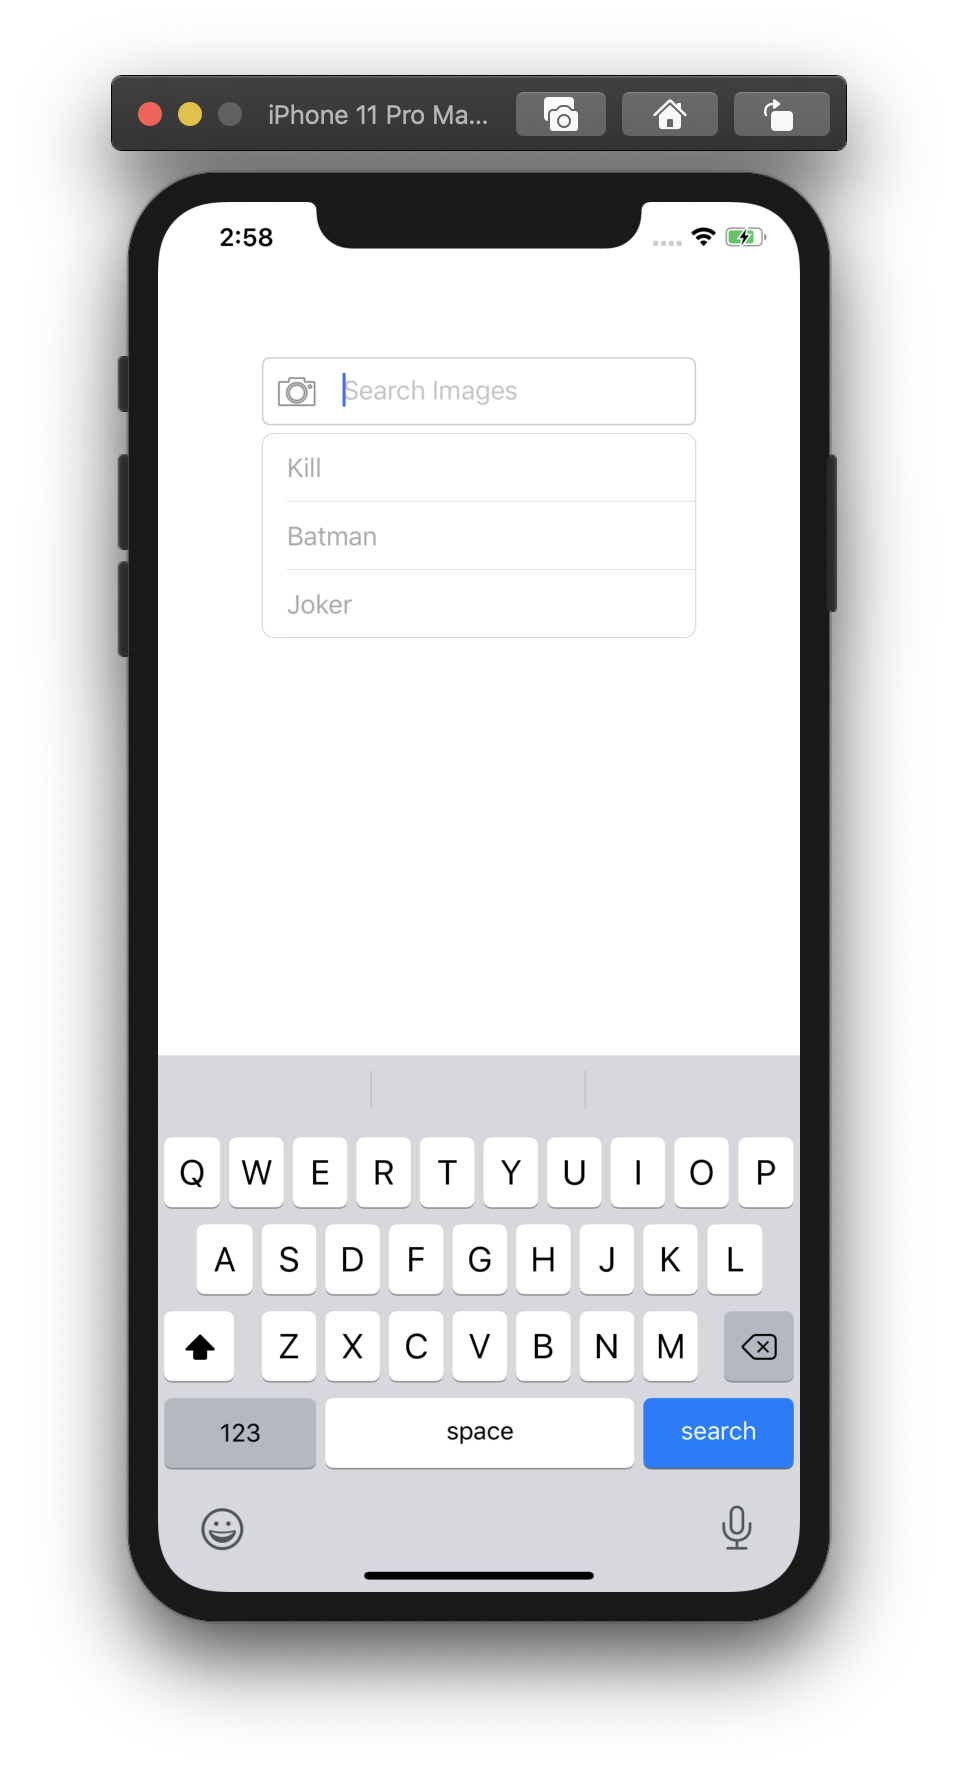 iPhone 11 Pro Ma...
2:58
Search Images
Kill
Batman
Joker
Q W E R T Y U I O P
A S D F G H J K L
Z X C V B N M
123 space search